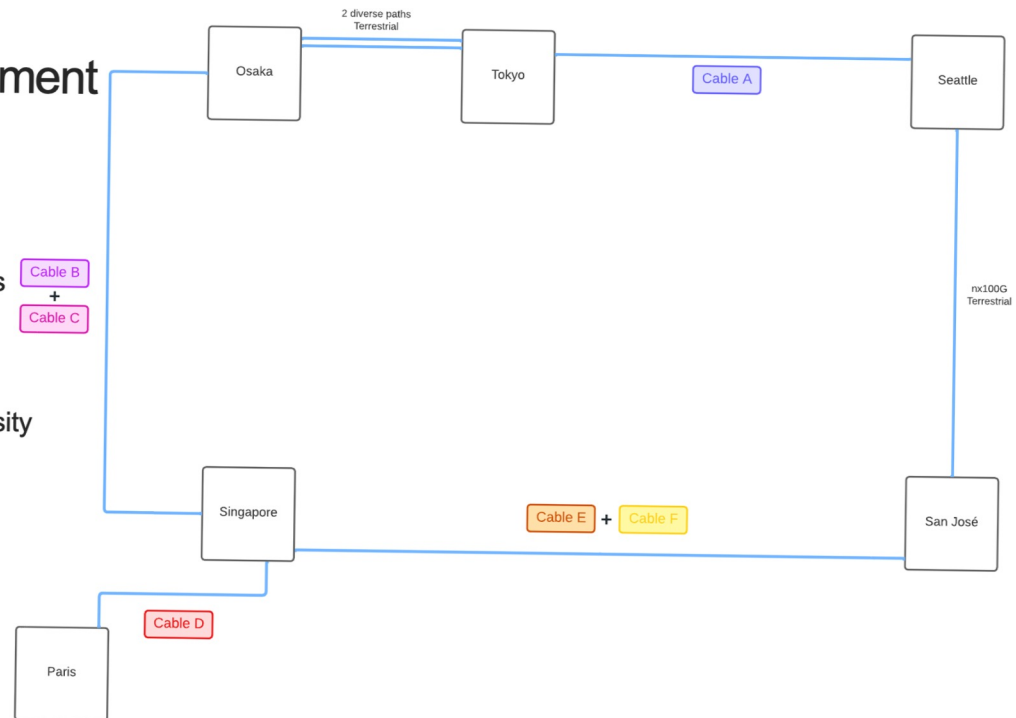 2 diverse paths
Terrestrial
ment
Osaka
Tokyo
Cable A
Seattle
s
Cable B
+
Cable C
nx100G
Terrestrial
sity
Singapore
Cable E + Cable F
San José
Cable D
Paris